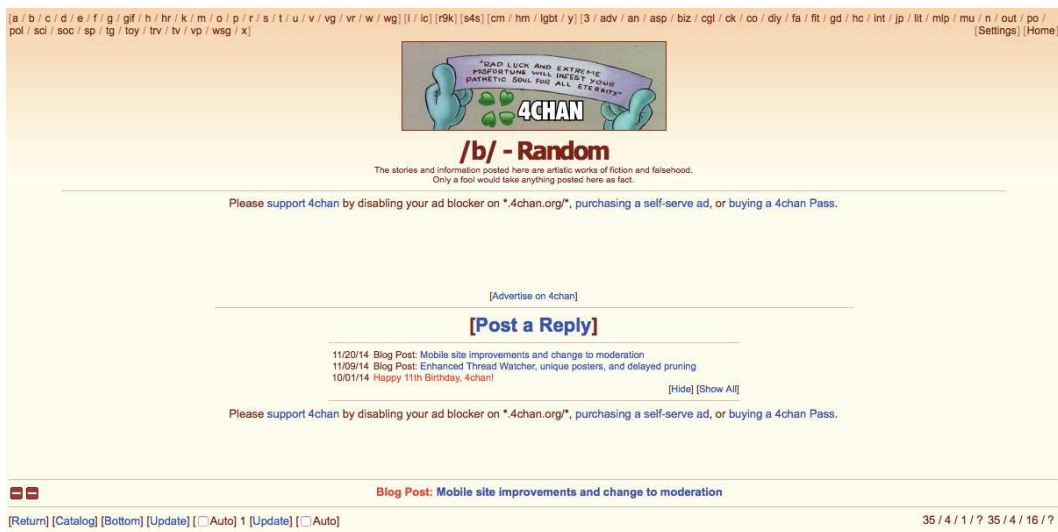 [a / b / c / d / e / f / g / gif / h / hr / k / m / o / p / r / s / t / u / v / vg / vr / w / wg] [i / ic] [r9k] [s4s] [cm / hm / lgbt / y] [3 / adv / an / asp / biz / cgl / ck / co / diy / fa / fit / gd / hc / int / jp / lit / mlp / mu / n / out / po /
pol / sci / soc / sp / tg / toy / trv / tv / vp / wsg / x] [Settings] [Home]
"BAD LUCK AND EXTREME
MISFORTUNE WILL INFEST YOUR
PATHETIC SOUL FOR ALL ETERNITY"
4CHAN
/b/ - Random
The stories and information posted here are artistic works of fiction and falsehood.
Only a fool would take anything posted here as fact.
Please support 4chan by disabling your ad blocker on *.4chan.org/*, purchasing a self-serve ad, or buying a 4chan Pass.
[Advertise on 4chan]
[Post a Reply]
11/20/14 Blog Post: Mobile site improvements and change to moderation
11/09/14 Blog Post: Enhanced Thread Watcher, unique posters, and delayed pruning
10/01/14 Happy 11th Birthday, 4chan!
[Hide] [Show All]
Please support 4chan by disabling your ad blocker on *.4chan.org/*, purchasing a self-serve ad, or buying a 4chan Pass.
Blog Post: Mobile site improvements and change to moderation
[Return] [Catalog] [Bottom] [Update] [Auto] 1 [Update] [Auto] 35 / 4 / 1 / ? 35 / 4 / 16 / ?